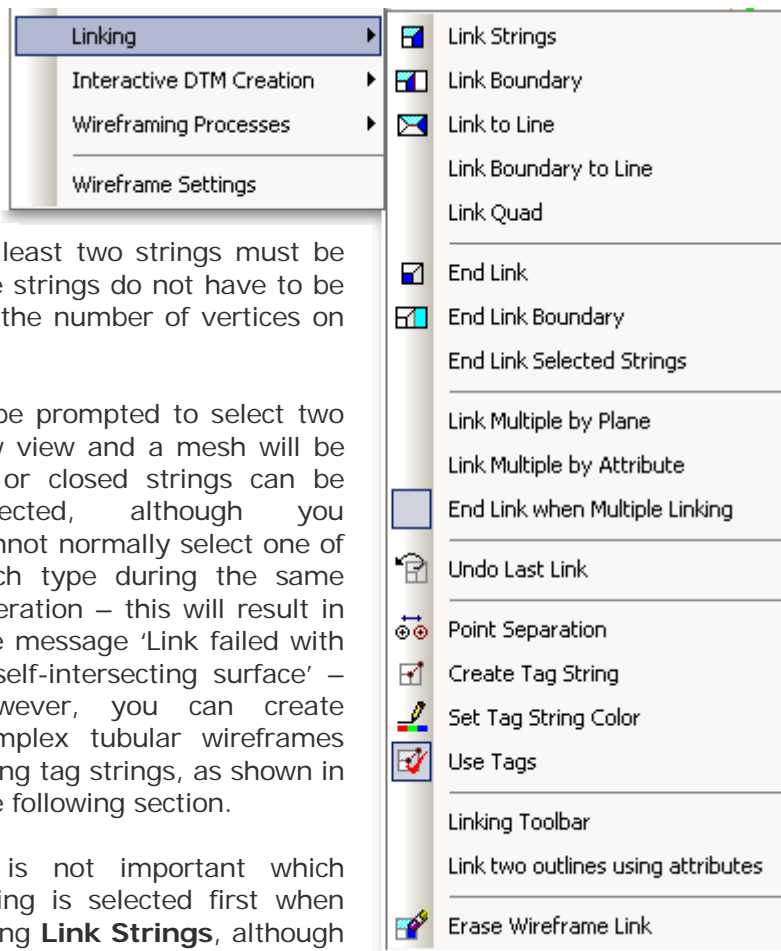 Linking
Interactive DTM Creation
Wireframing Processes
Wireframe Settings
Link Strings
Link Boundary
Link to Line
Link Boundary to Line
Link Quad
End Link
End Link Boundary
End Link Selected Strings
Link Multiple by Plane
Link Multiple by Attribute
End Link when Multiple Linking
Undo Last Link
Point Separation
Create Tag String
Set Tag String Color
Use Tags
Linking Toolbar
Link two outlines using attributes
Erase Wireframe Link
least two strings must be
strings do not have to be
the number of vertices on
be prompted to select two
view and a mesh will be
or closed strings can be
ected, although you
nnot normally select one of
ch type during the same
eration – this will result in
e message ‘Link failed with
self-intersecting surface’ –
wever, you can create
mplex tubular wireframes
ng tag strings, as shown in
e following section.
is not important which
ing is selected first when
ng Link Strings, although